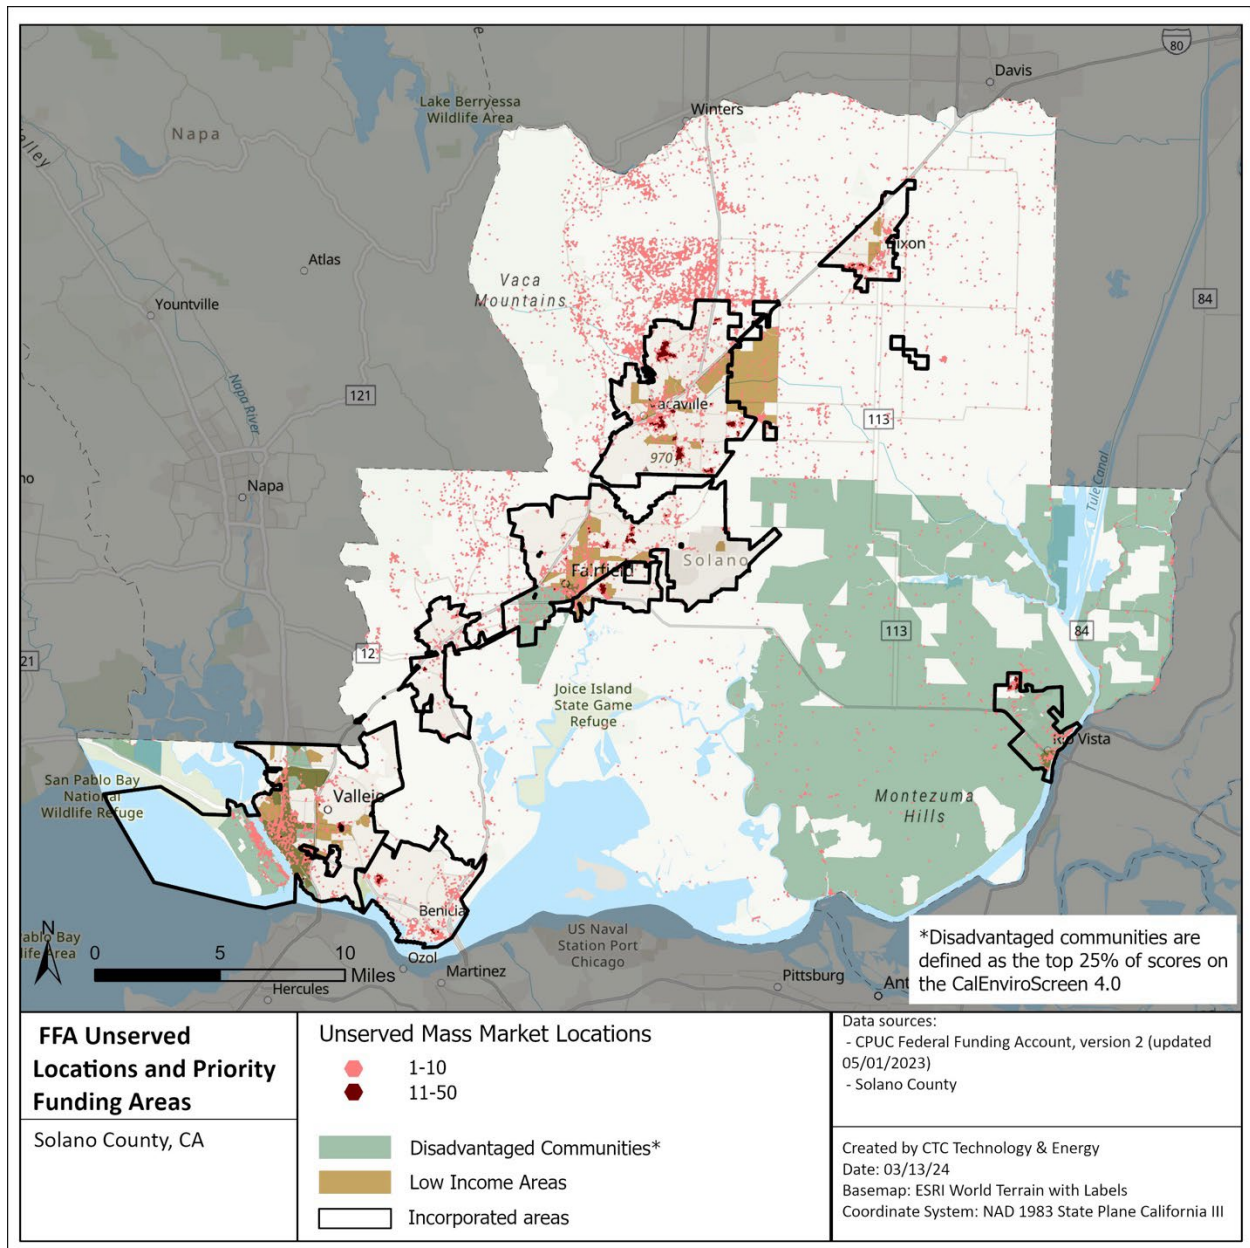 80
Davis
Winters
Lake Berryessa
Wildlife Area
Napa
Valley
Dixon
Atlas
Vaca
Mountains
Yountville
84
Napa River
121
Vacaville
113
970
Tule Canal
Napa
Solano
Fairfield
113
84
12
Joice Island
State Game
Refuge
Rio Vista
San Pablo Bay
National
Wildlife Refuge
Vallejo
Montezuma
Hills
Benicia
N
0 5 10
Miles
US Naval
Station Port
Chicago
Ozol
Martinez
Hercules
Pittsburg
Ant
*Disadvantaged communities are
defined as the top 25% of scores on
the CalEnviroScreen 4.0
FFA Unserved
Locations and Priority
Funding Areas
Solano County, CA
Unserved Mass Market Locations
1-10
11-50
Disadvantaged Communities*
Low Income Areas
Incorporated areas
Data sources:
- CPUC Federal Funding Account, version 2 (updated
05/01/2023)
- Solano County
Created by CTC Technology & Energy
Date: 03/13/24
Basemap: ESRI World Terrain with Labels
Coordinate System: NAD 1983 State Plane California III